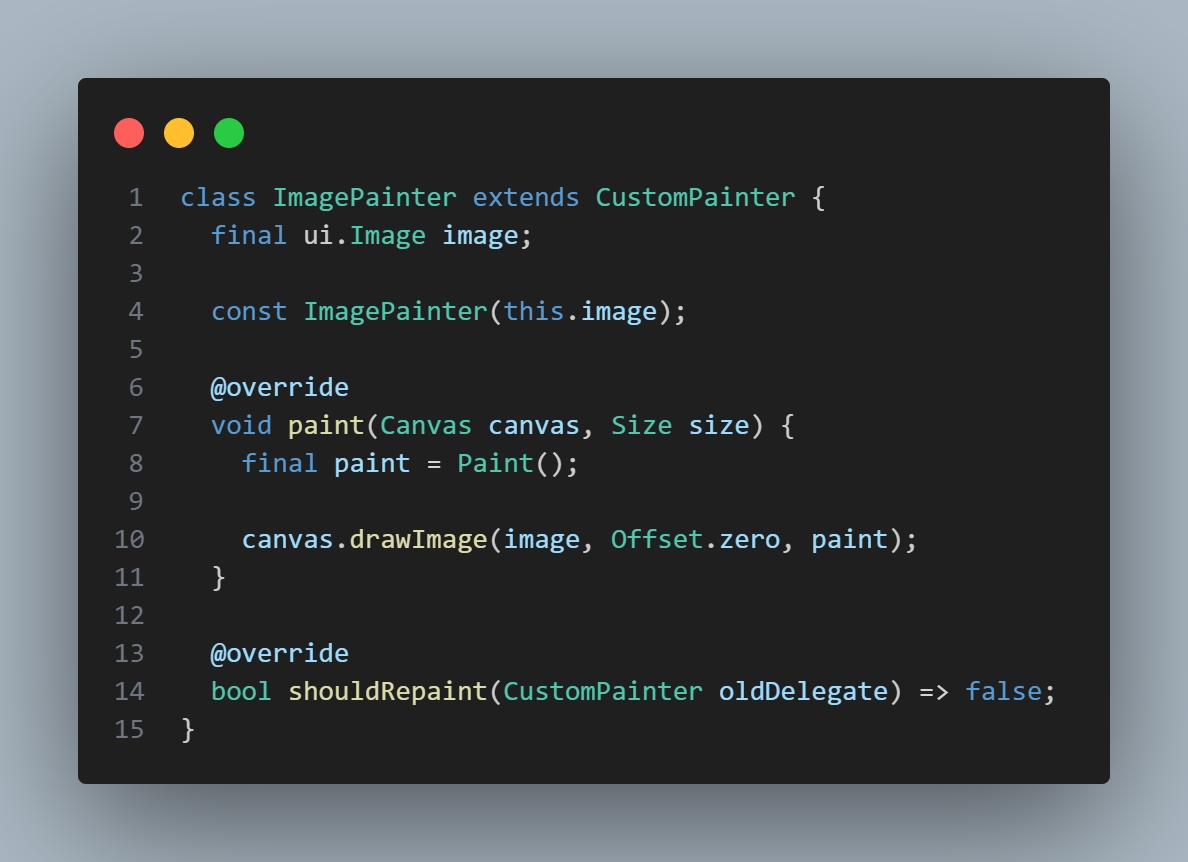 1 class ImagePainter extends CustomPainter {
2   final ui.Image image;
3
4   const ImagePainter(this.image);
5
6   @override
7   void paint(Canvas canvas, Size size) {
8     final paint = Paint();
9
10     canvas.drawImage(image, Offset.zero, paint);
11   }
12
13   @override
14   bool shouldRepaint(CustomPainter oldDelegate) => false;
15 }